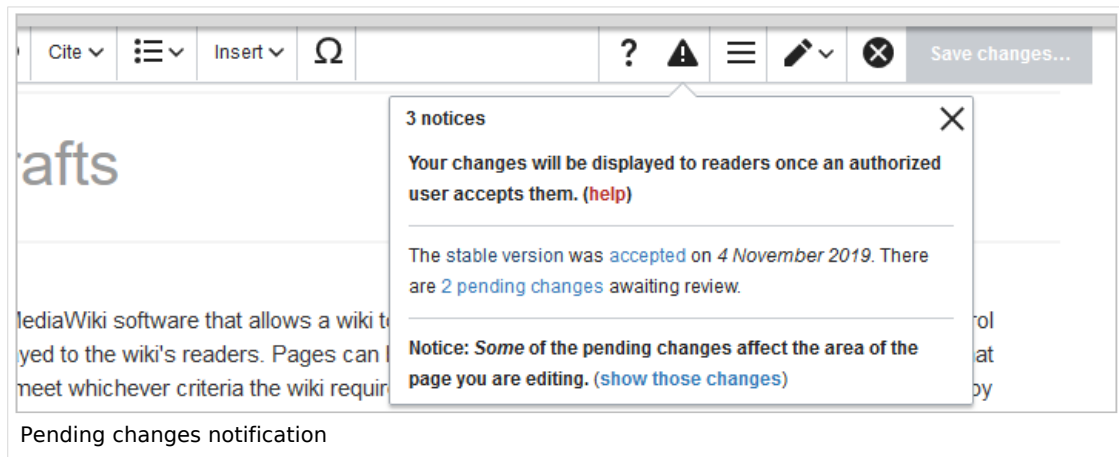 Cite Insert Ω ? Save changes...
3 notices
Your changes will be displayed to readers once an authorized
user accepts them. (help)
rafts
The stable version was accepted on 4 November 2019. There
are 2 pending changes awaiting review.
MediaWiki software that allows a wiki to
rol
yed to the wiki's readers. Pages can
at
Notice: Some of the pending changes affect the area of the
page you are editing. (show those changes)
meet whichever criteria the wiki requir
by
Pending changes notification